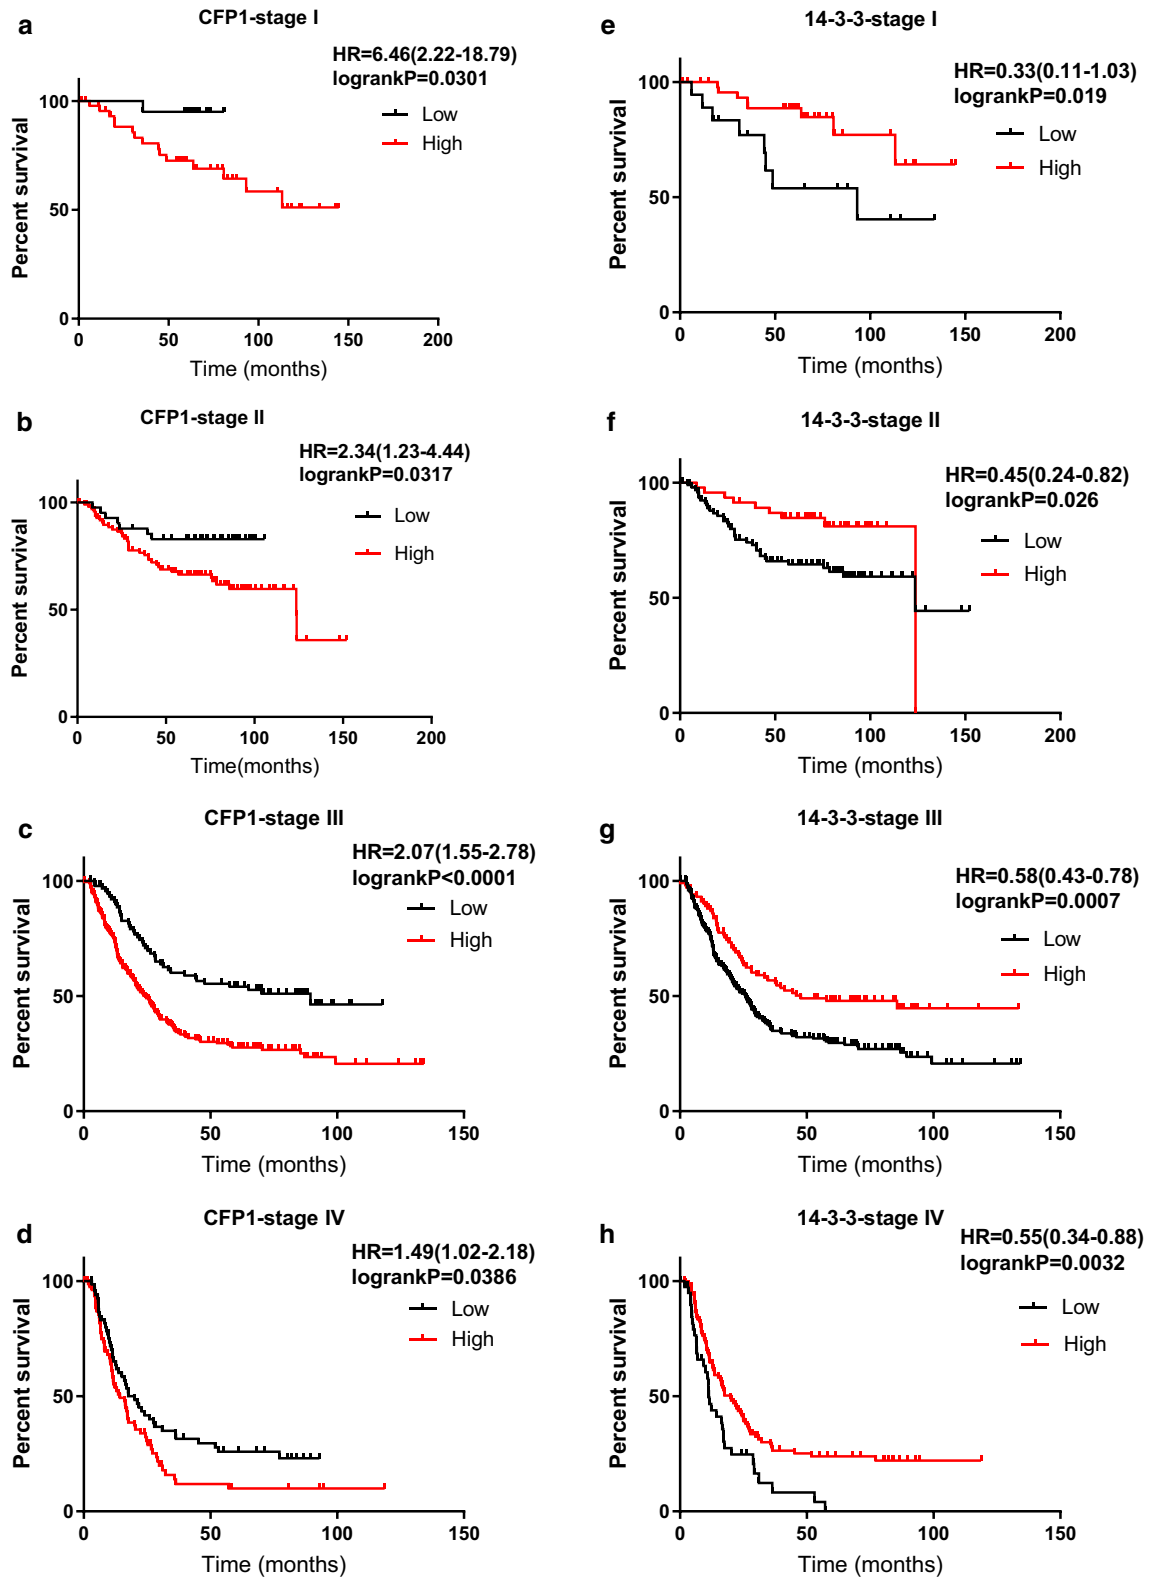 a
CFP1-stage I
HR=6.46(2.22-18.79)
logrankP=0.0301
Low
High
Percent survival
100
50
0
0 50 100 150 200
Time (months)
b
CFP1-stage II
HR=2.34(1.23-4.44)
logrankP=0.0317
Low
High
Percent survival
100
50
0
0 50 100 150 200
Time(months)
c
CFP1-stage III
HR=2.07(1.55-2.78)
logrankP<0.0001
Low
High
Percent survival
100
50
0
0 50 100 150
Time (months)
d
CFP1-stage IV
HR=1.49(1.02-2.18)
logrankP=0.0386
Low
High
Percent survival
100
50
0
0 50 100 150
Time (months)
e
14-3-3-stage I
HR=0.33(0.11-1.03)
logrankP=0.019
Low
High
Percent survival
100
50
0
0 50 100 150 200
Time (months)
f
14-3-3-stage II
HR=0.45(0.24-0.82)
logrankP=0.026
Low
High
Percent survival
100
50
0
0 50 100 150 200
Time (months)
g
14-3-3-stage III
HR=0.58(0.43-0.78)
logrankP=0.0007
Low
High
Percent survival
100
50
0
0 50 100 150
Time (months)
h
14-3-3-stage IV
HR=0.55(0.34-0.88)
logrankP=0.0032
Low
High
Percent survival
100
50
0
0 50 100 150
Time (months)